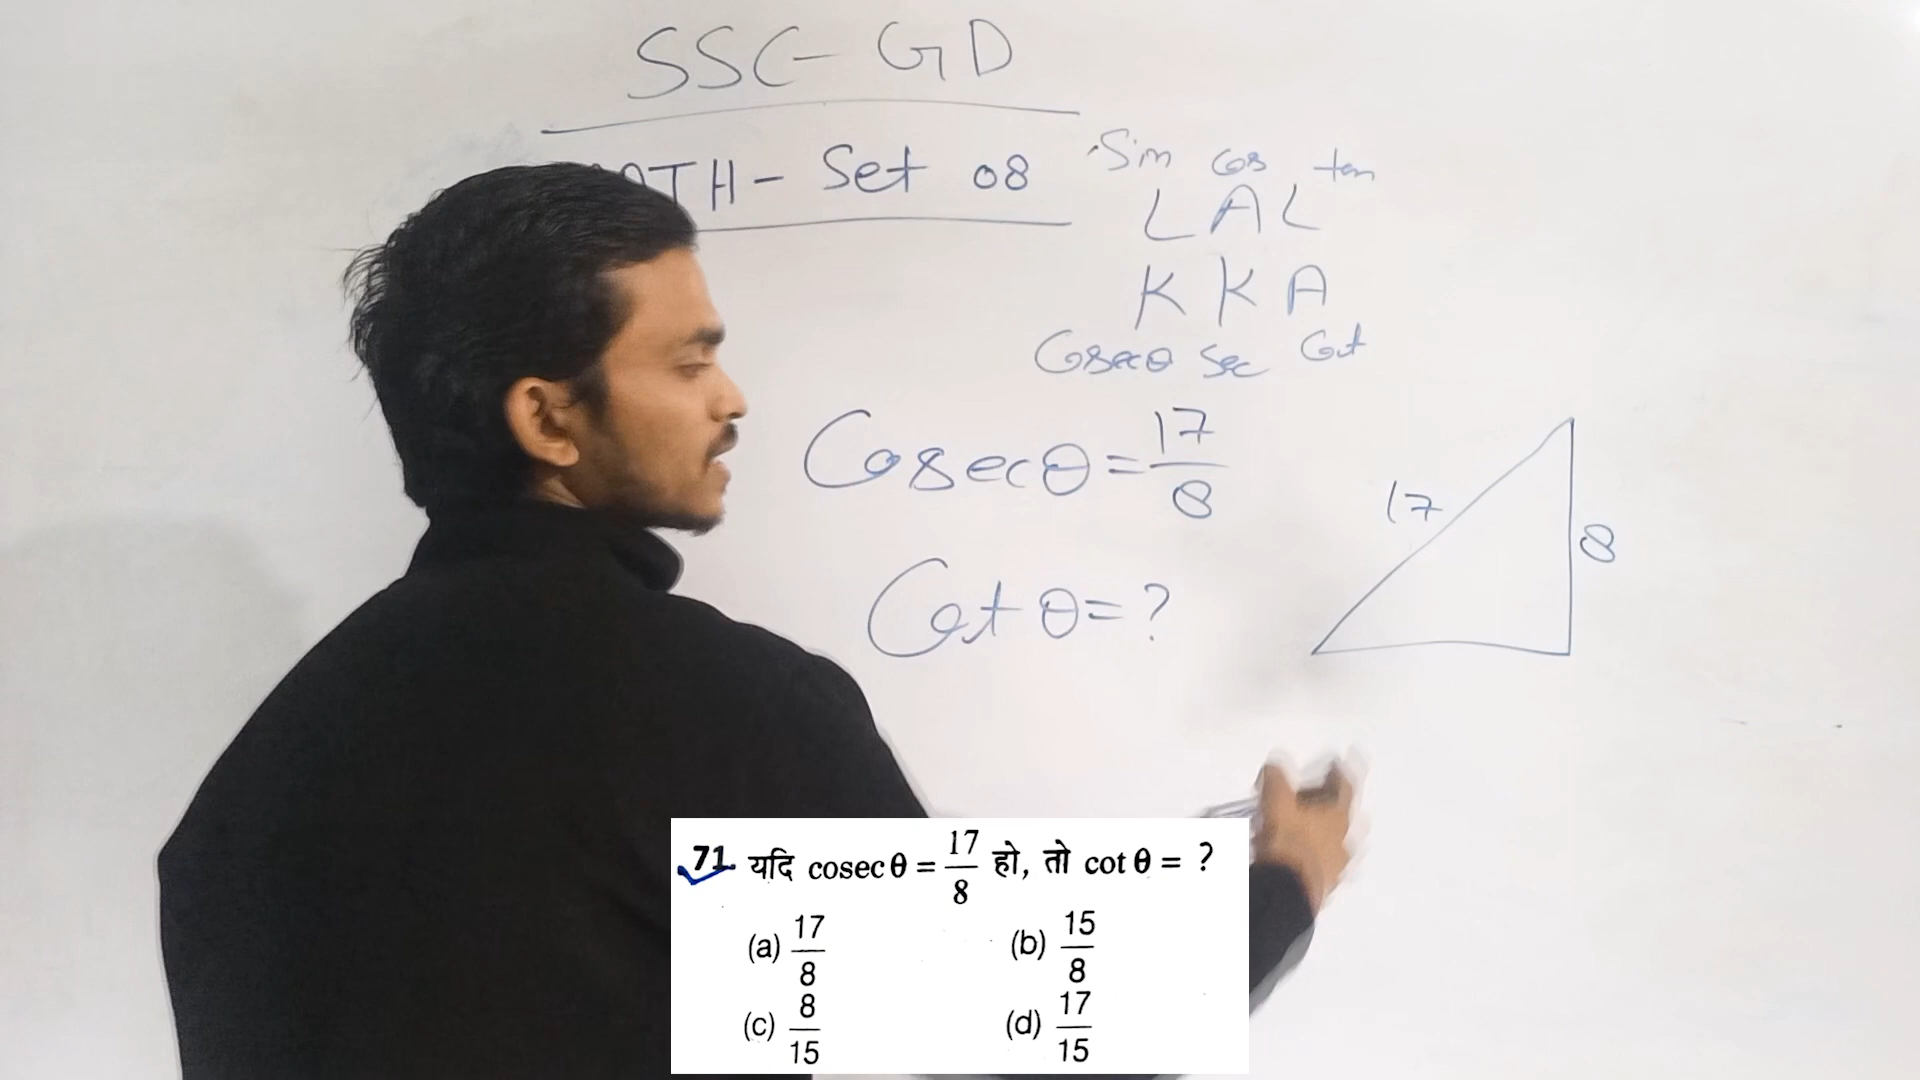 SSC-GD
TH- Set 08
Sin cos tan
L A L
K K A
Cosecθ Sec Cot
Cosecθ = 17/8
Cot θ = ?
17
8
71. यदि cosec θ = 17/8 हो, तो cot θ = ?
(a) 17/8 (b) 15/8
(c) 8/15 (d) 17/15